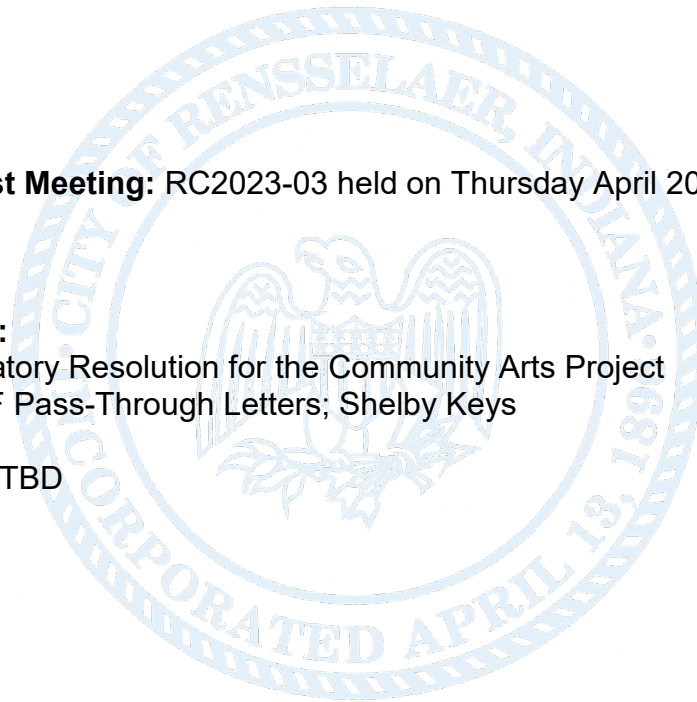 CITY OF RENSSELAER, INDIANA
st Meeting: RC2023-03 held on Thursday April 20
:
atory Resolution for the Community Arts Project
F Pass-Through Letters; Shelby Keys
TBD
INCORPORATED APRIL 13, 189